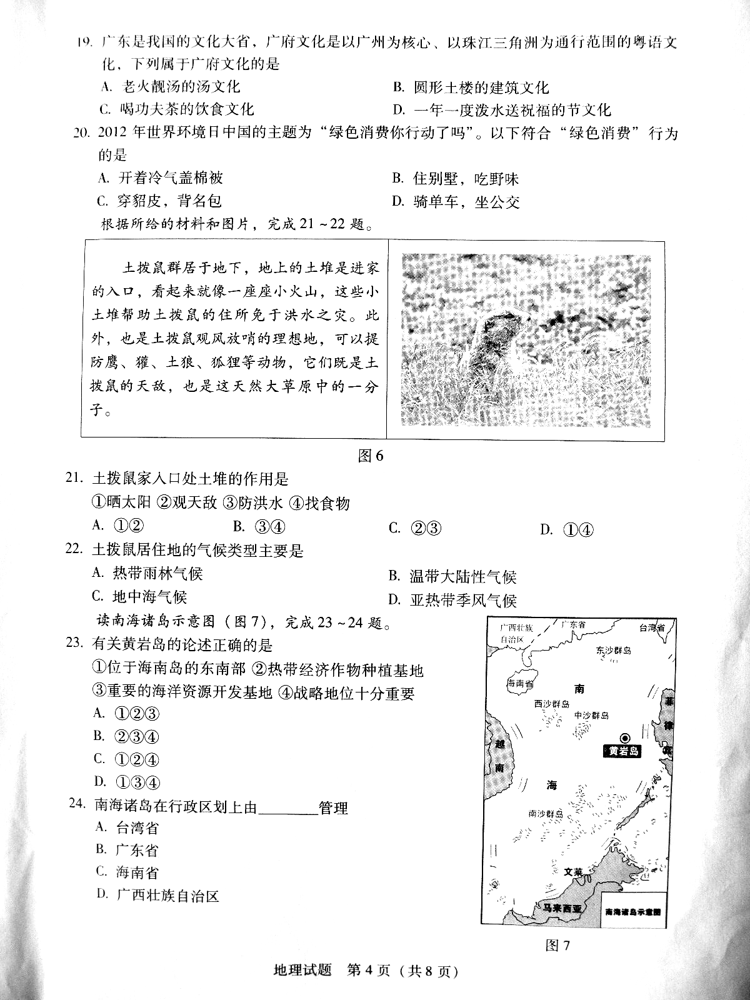 19. 广东是我国的文化大省，广府文化是以广州为核心、以珠江三角洲为通行范围的粤语文
化，下列属于广府文化的是
A. 老火靓汤的汤文化 B. 圆形土楼的建筑文化
C. 喝功夫茶的饮食文化 D. 一年一度泼水送祝福的节文化
20. 2012 年世界环境日中国的主题为“绿色消费你行动了吗”。以下符合“绿色消费”行为
的是
A. 开着冷气盖棉被 B. 住别墅，吃野味
C. 穿貂皮，背名包 D. 骑单车，坐公交
根据所给的材料和图片，完成 21～22 题。
土拨鼠群居于地下，地上的土堆是进家
的入口，看起来就像一座座小火山，这些小
土堆帮助土拨鼠的住所免于洪水之灾。此
外，也是土拨鼠观风放哨的理想地，可以提
防鹰、獾、土狼、狐狸等动物，它们既是土
拨鼠的天敌，也是这天然大草原中的一分
子。
图 6
21. 土拨鼠家入口处土堆的作用是
①晒太阳 ②观天敌 ③防洪水 ④找食物
A. ①② B. ③④ C. ②③ D. ①④
22. 土拨鼠居住地的气候类型主要是
A. 热带雨林气候 B. 温带大陆性气候
C. 地中海气候 D. 亚热带季风气候
读南海诸岛示意图（图 7），完成 23～24 题。
23. 有关黄岩岛的论述正确的是
①位于海南岛的东南部 ②热带经济作物种植基地
③重要的海洋资源开发基地 ④战略地位十分重要
A. ①②③
B. ②③④
C. ①②④
D. ①③④
24. 南海诸岛在行政区划上由________管理
A. 台湾省
B. 广东省
C. 海南省
D. 广西壮族自治区
广西壮族
自治区
广东省
台湾省
东沙群岛
海南省
南
西沙群岛
中沙群岛
菲
律
宾
越
南
黄岩岛
海
南沙群岛
文莱
马来西亚
南海诸岛示意图
图 7
地理试题 第 4 页（共 8 页）